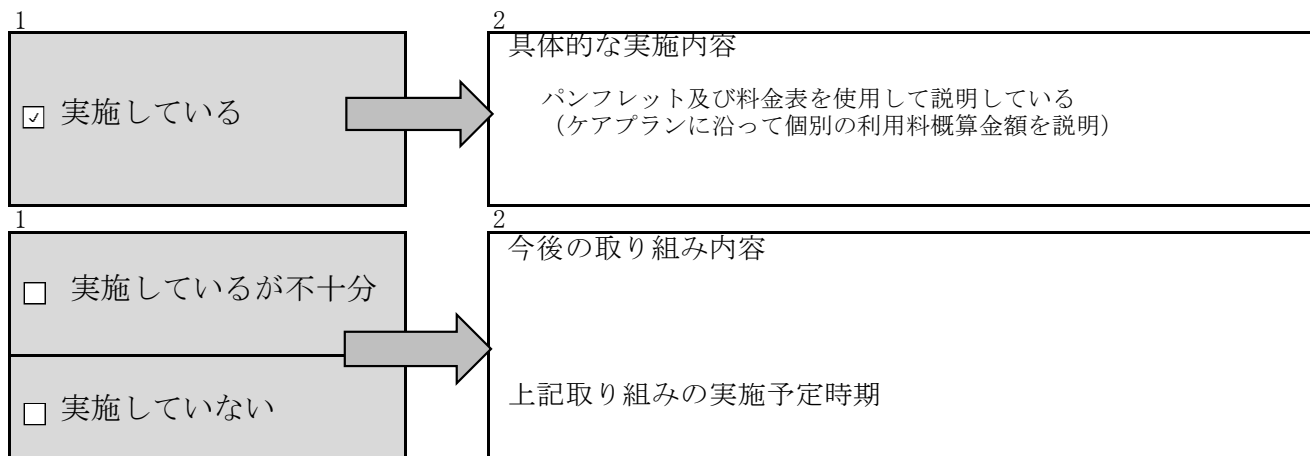 1
2
☑ 実施している
具体的な実施内容
パンフレット及び料金表を使用して説明している
（ケアプランに沿って個別の利用料概算金額を説明）
1
2
☐ 実施しているが不十分
☐ 実施していない
今後の取り組み内容
上記取り組みの実施予定時期